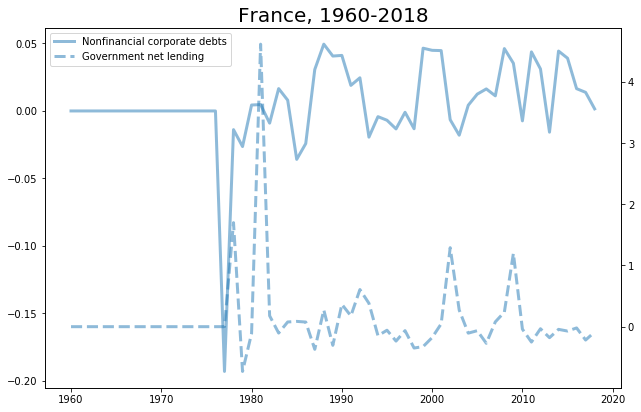 France, 1960-2018
Nonfinancial corporate debts
Government net lending
0.05
0.00
−0.05
−0.10
−0.15
−0.20
4
3
2
1
0
1960 1970 1980 1990 2000 2010 2020